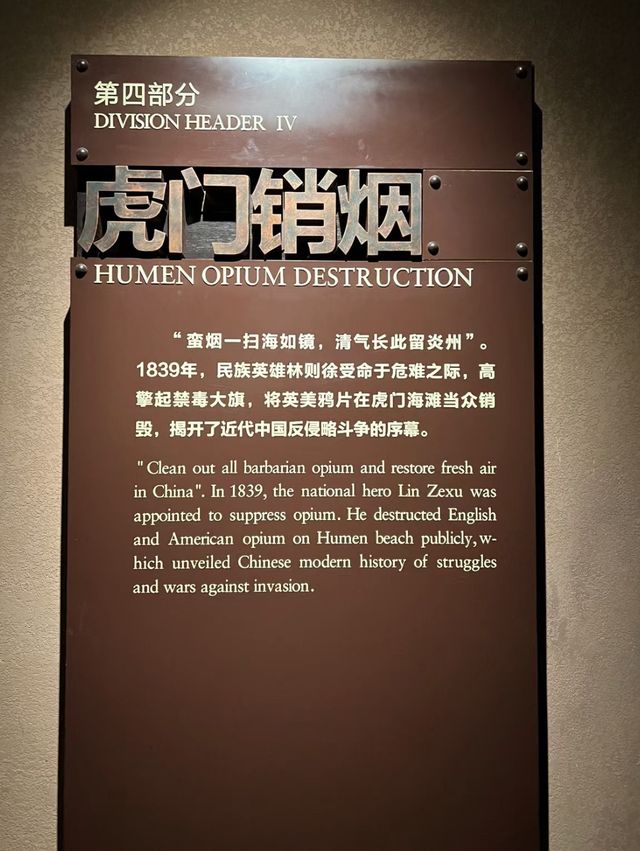 第四部分
DIVISION HEADER IV
虎门销烟
HUMEN OPIUM DESTRUCTION
“蛮烟一扫海如镜，清气长此留炎州”。
1839年，民族英雄林则徐受命于危难之际，高
擎起禁毒大旗，将英美鸦片在虎门海滩当众销
毁，揭开了近代中国反侵略斗争的序幕。
"Clean out all barbarian opium and restore fresh air
in China". In 1839, the national hero Lin Zexu was
appointed to suppress opium. He destructed English
and American opium on Humen beach publicly,w-
hich unveiled Chinese modern history of struggles
and wars against invasion.